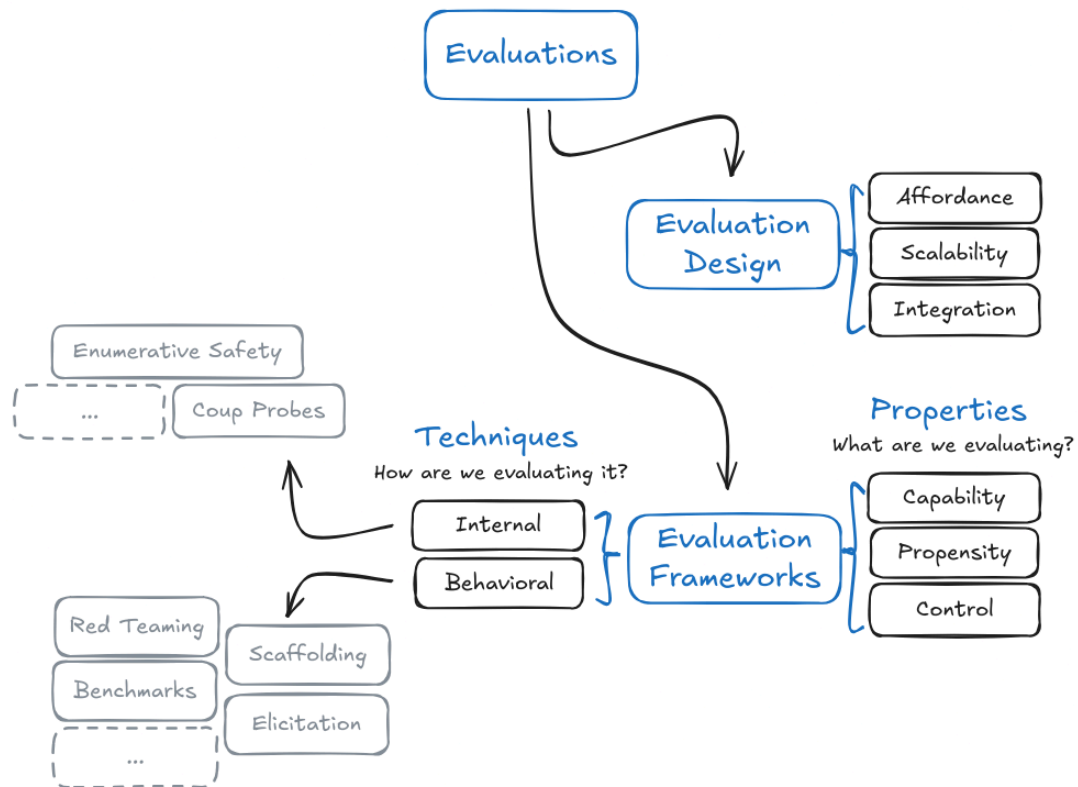 Evaluations
Evaluation
Design
Affordance
Scalability
Integration
Enumerative Safety
...
Coup Probes
Techniques
How are we evaluating it?
Internal
Behavioral
Evaluation
Frameworks
Properties
What are we evaluating?
Capability
Propensity
Control
Red Teaming
Scaffolding
Benchmarks
Elicitation
...